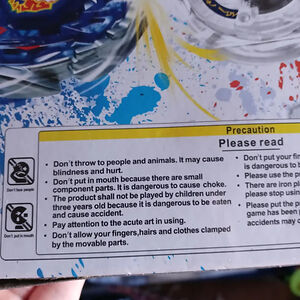 Precaution
Please read
Don't face people
Don't put in mouth
• Don't throw to people and animals. It may cause
blindness and hurt.
• Don't put in mouth because there are small
component parts. It is dangerous to cause choke.
• The product shall not be played by children under
three years old because it is dangerous to be eaten
and cause accident.
• Pay attention to the acute art in using.
• Don't allow your fingers,hairs and clothes clamped
by the movable parts.
• Don't put your
is dangerous to
• Please use the
• There are iron
please stop using
• Please put the
game has been
accidents may